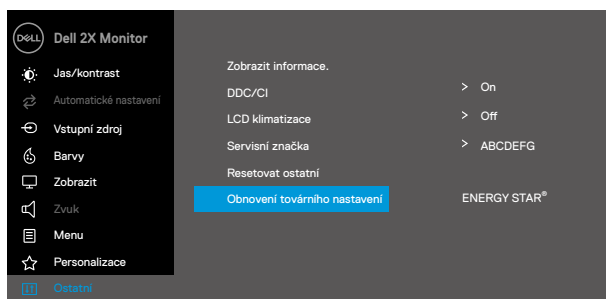 DELL Dell 2X Monitor
Jas/kontrast
Automatické nastavení
Vstupní zdroj
Barvy
Zobrazit
Zvuk
Menu
Personalizace
Ostatní
Zobrazit informace.
DDC/CI > On
LCD klimatizace > Off
Servisní značka > ABCDEFG
Resetovat ostatní
Obnovení továrního nastavení ENERGY STAR®